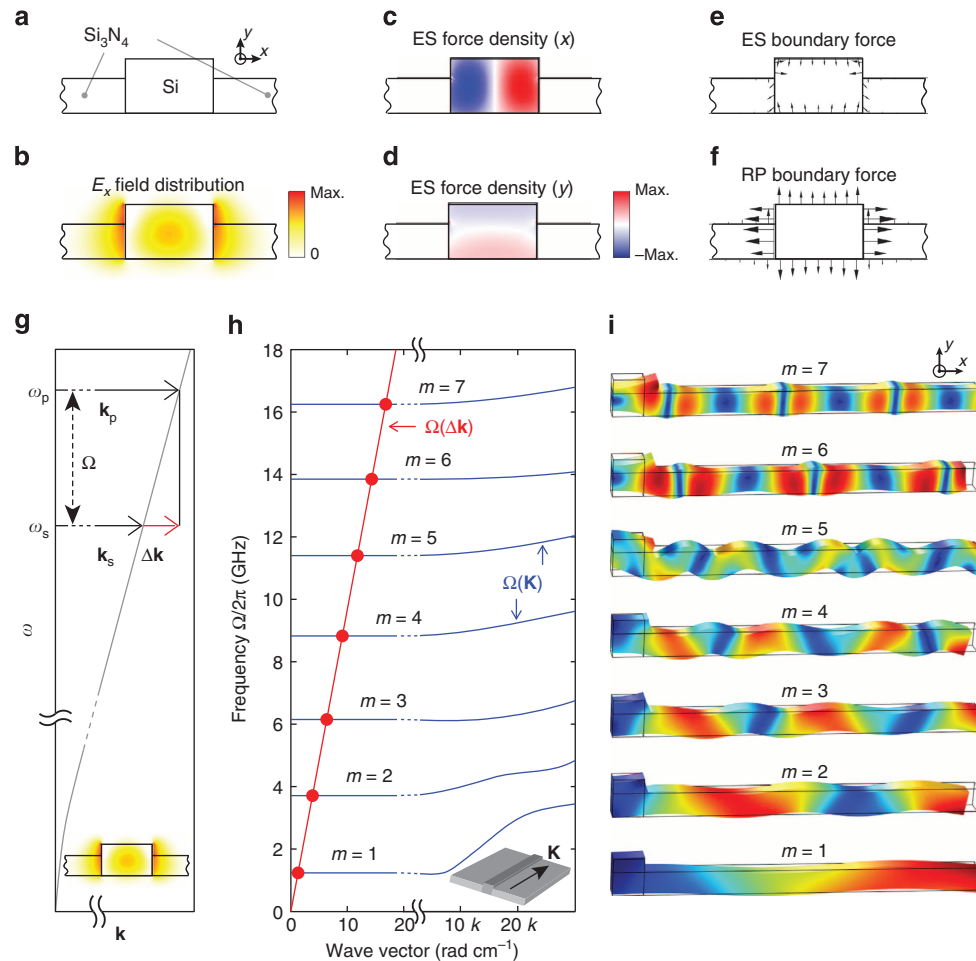 a
Si3N4
y
x
Si
b
Ex field distribution
Max.
0
c
ES force density (x)
d
ES force density (y)
Max.
–Max.
e
ES boundary force
f
RP boundary force
g
ωp
kp
Ω
ωs
ks
Δk
ω
k
h
18
16
14
12
10
8
6
4
2
0
Frequency Ω/2π (GHz)
m = 7
Ω(Δk)
m = 6
m = 5
Ω(K)
m = 4
m = 3
m = 2
m = 1
K
0
10
20
10 k
20 k
Wave vector (rad cm−1)
i
y
x
m = 7
m = 6
m = 5
m = 4
m = 3
m = 2
m = 1